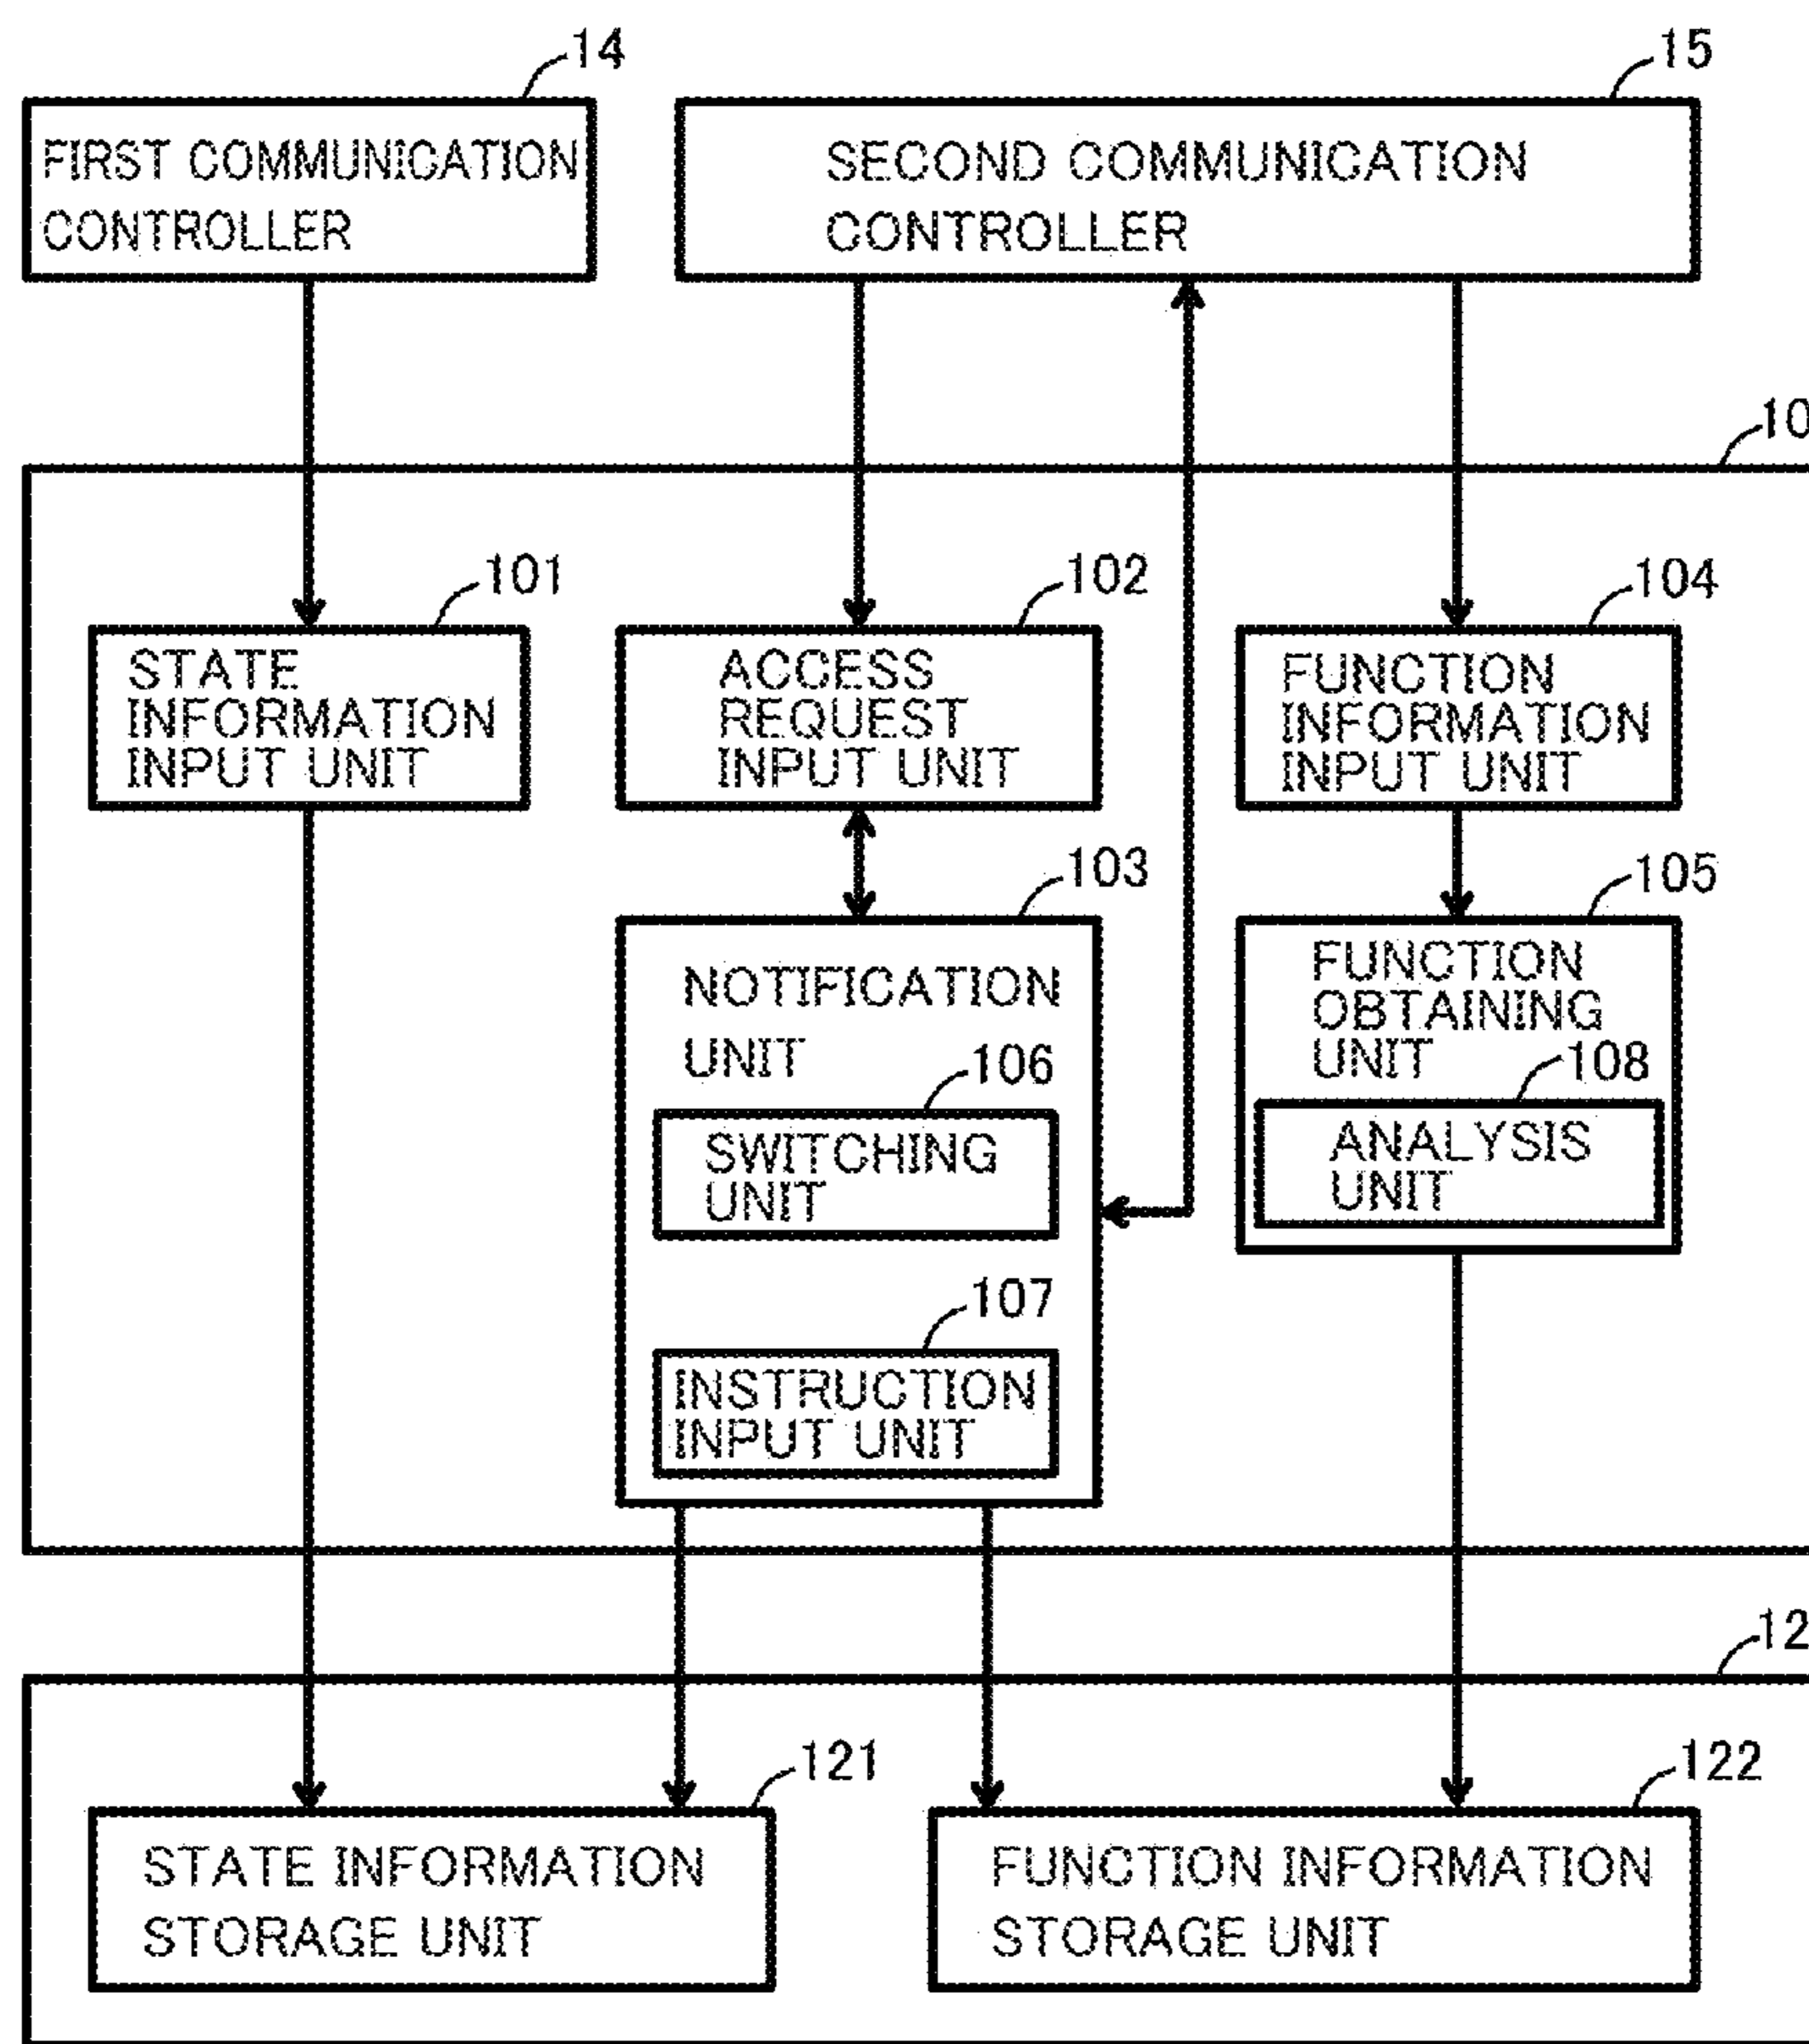 14
FIRST COMMUNICATION
CONTROLLER
15
SECOND COMMUNICATION
CONTROLLER
10
101
STATE
INFORMATION
INPUT UNIT
102
ACCESS
REQUEST
INPUT UNIT
104
FUNCTION
INFORMATION
INPUT UNIT
103
NOTIFICATION
UNIT
106
SWITCHING
UNIT
107
INSTRUCTION
INPUT UNIT
105
FUNCTION
OBTAINING
UNIT
108
ANALYSIS
UNIT
12
121
STATE INFORMATION
STORAGE UNIT
122
FUNCTION INFORMATION
STORAGE UNIT